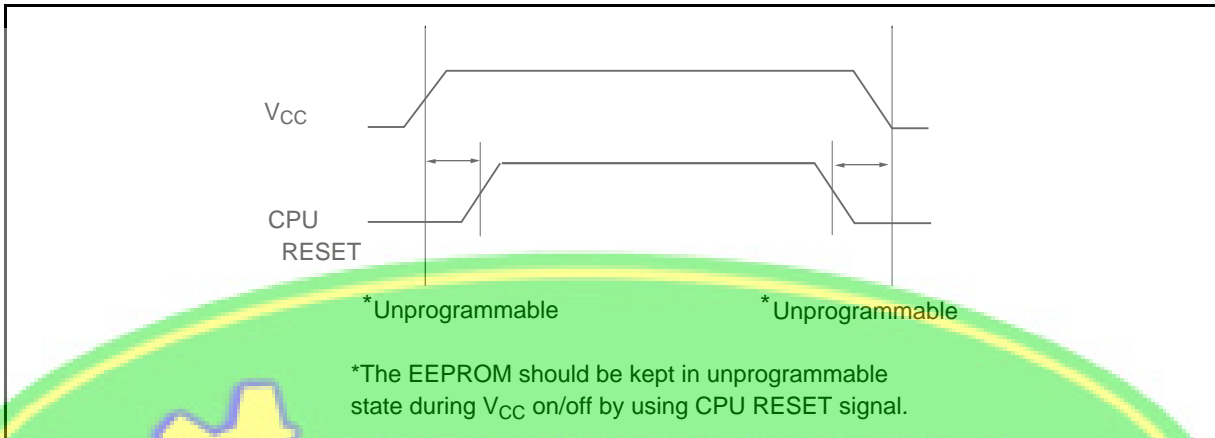 VCC
CPU
RESET
*Unprogrammable *Unprogrammable
*The EEPROM should be kept in unprogrammable
state during VCC on/off by using CPU RESET signal.